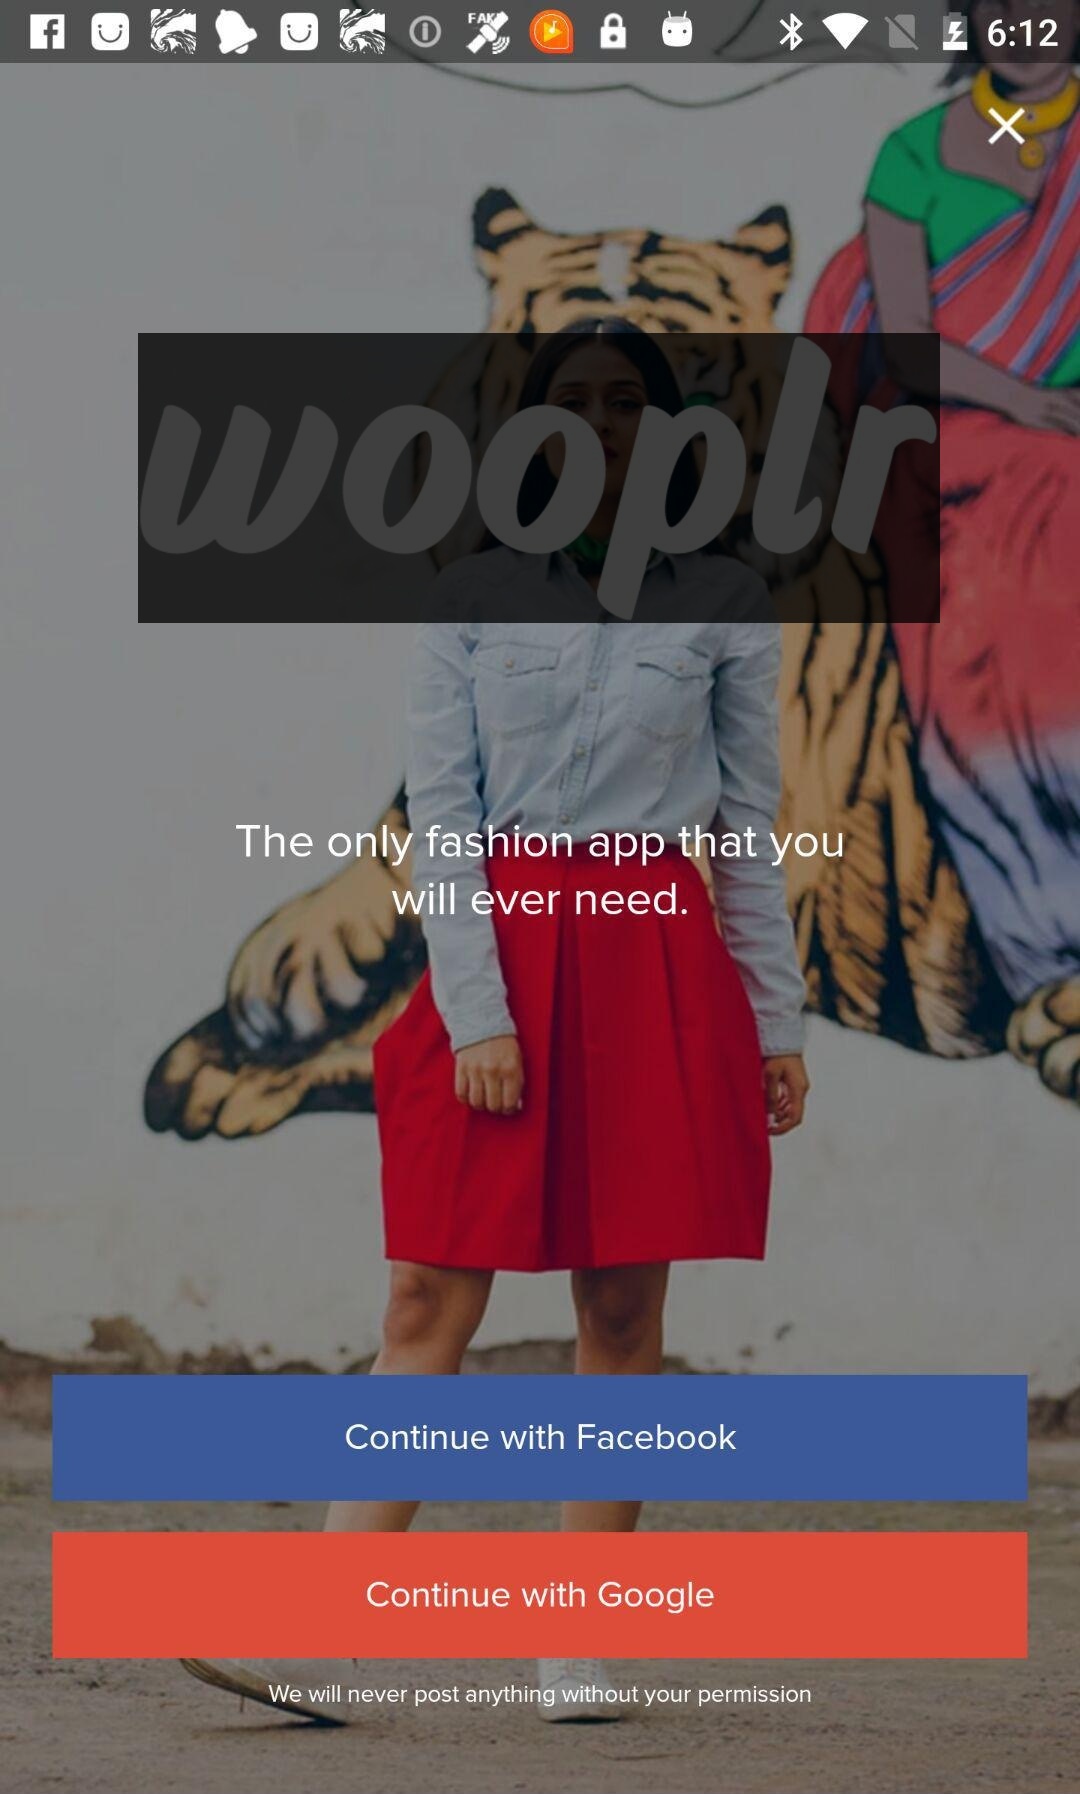 FAKE
6:12
wooplr
The only fashion app that you
will ever need.
Continue with Facebook
Continue with Google
We will never post anything without your permission